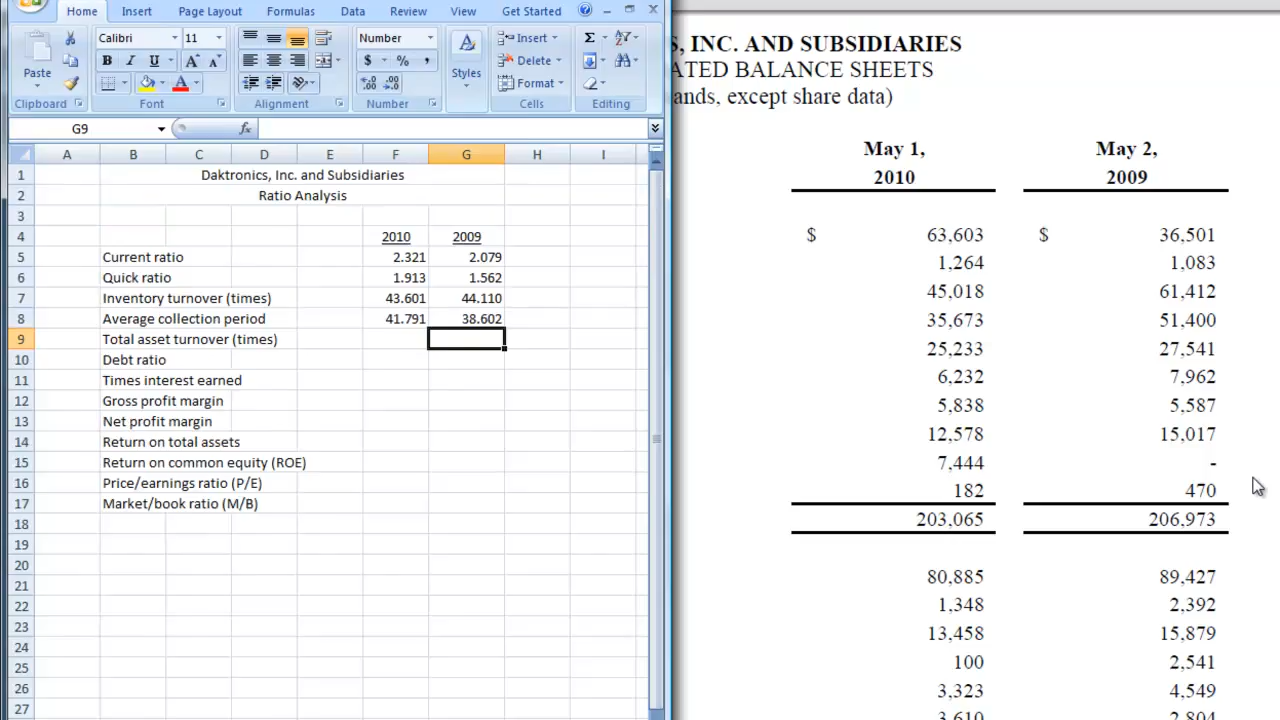 Home Insert Page Layout Formulas Data Review View Get Started
Calibri 11 Number Insert Σ
Paste B I U A A $ % , Styles Delete
Format
Clipboard Font Alignment Number Cells Editing
G9 fx
A B C D E F G H I
1 Daktronics, Inc. and Subsidiaries
2 Ratio Analysis
3
4 2010 2009
5 Current ratio 2.321 2.079
6 Quick ratio 1.913 1.562
7 Inventory turnover (times) 43.601 44.110
8 Average collection period 41.791 38.602
9 Total asset turnover (times)
10 Debt ratio
11 Times interest earned
12 Gross profit margin
13 Net profit margin
14 Return on total assets
15 Return on common equity (ROE)
16 Price/earnings ratio (P/E)
17 Market/book ratio (M/B)
18
19
20
21
22
23
24
25
26
27
, INC. AND SUBSIDIARIES
ATED BALANCE SHEETS
ands, except share data)
May 1, May 2,
2010 2009
$ 63,603 $ 36,501
1,264 1,083
45,018 61,412
35,673 51,400
25,233 27,541
6,232 7,962
5,838 5,587
12,578 15,017
7,444 -
182 470
203,065 206,973
80,885 89,427
1,348 2,392
13,458 15,879
100 2,541
3,323 4,549
3,610 2,804